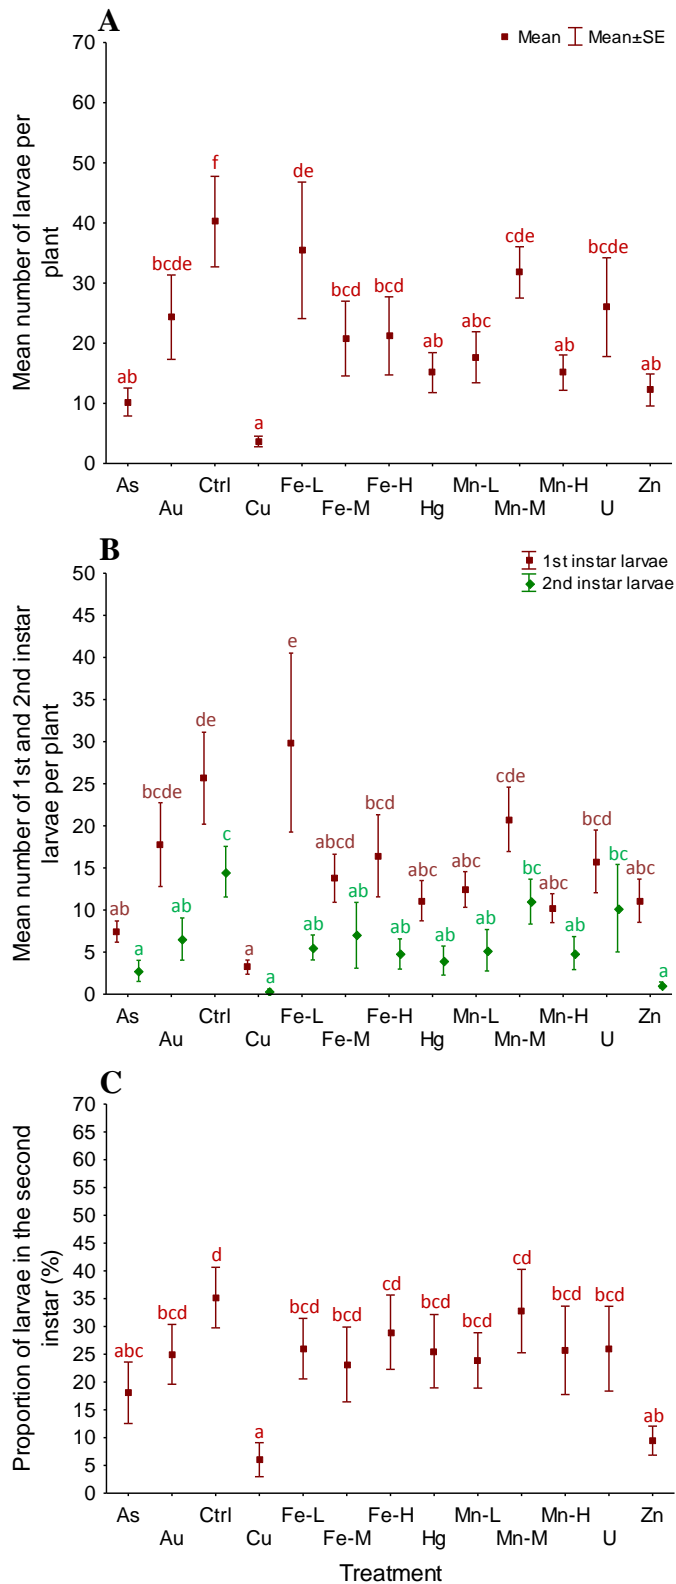 A
Mean Mean±SE
Mean number of larvae per
plant
70
60
50
40
30
20
10
0
ab
bcde
f
a
de
bcd
bcd
ab
abc
cde
ab
bcde
ab
As Ctrl Fe-L Fe-H Mn-L Mn-H Zn
Au Cu Fe-M Hg Mn-M U
B
1st instar larvae
2nd instar larvae
Mean number of 1st and 2nd instar
larvae per plant
50
45
40
35
30
25
20
15
10
5
0
ab
a
bcde
ab
de
c
a
a
e
ab
abcd
ab
bcd
ab
abc
ab
abc
ab
cde
bc
abc
ab
bcd
bc
abc
a
As Ctrl Fe-L Fe-H Mn-L Mn-H Zn
Au Cu Fe-M Hg Mn-M U
C
Proportion of larvae in the second
instar (%)
70
65
60
55
50
45
40
35
30
25
20
15
10
5
0
abc
bcd
d
a
bcd
bcd
cd
bcd
bcd
cd
bcd
bcd
ab
As Ctrl Fe-L Fe-H Mn-L Mn-H Zn
Au Cu Fe-M Hg Mn-M U
Treatment